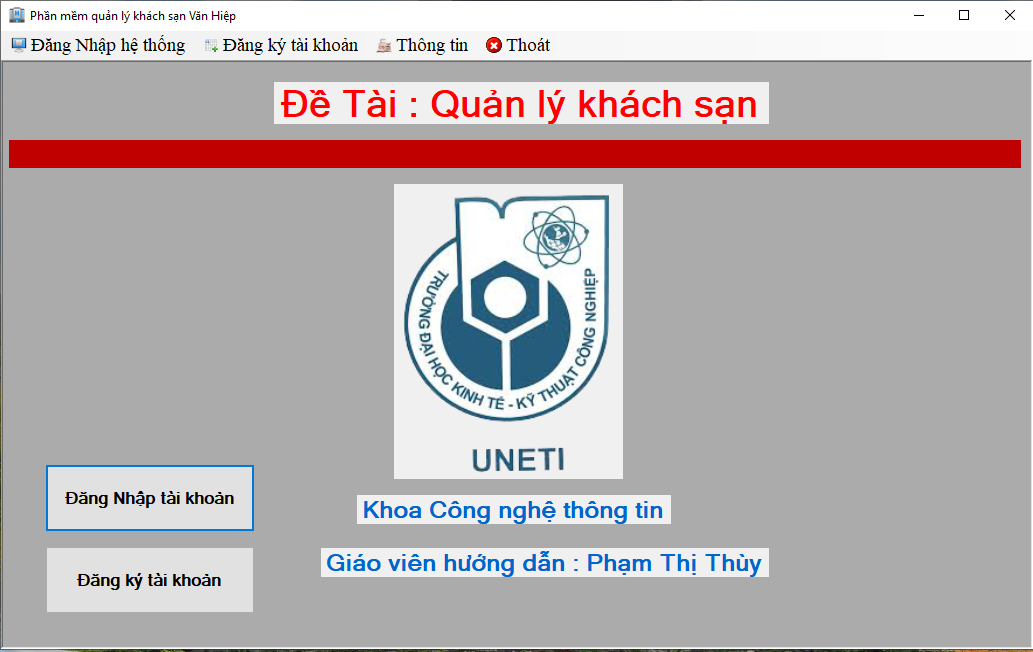 Phần mềm quản lý khách sạn Văn Hiệp
Đăng Nhập hệ thống Đăng ký tài khoản Thông tin Thoát
Đề Tài : Quản lý khách sạn
TRƯỜNG ĐẠI HỌC KINH TẾ - KỸ THUẬT CÔNG NGHIỆP
UNETI
Đăng Nhập tài khoản
Khoa Công nghệ thông tin
Giáo viên hướng dẫn : Phạm Thị Thùy
Đăng ký tài khoản